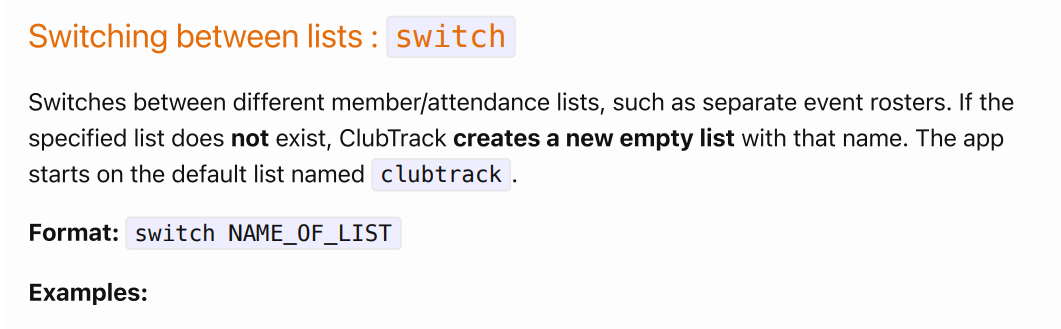 Switching between lists : switch
Switches between different member/attendance lists, such as separate event rosters. If the
specified list does not exist, ClubTrack creates a new empty list with that name. The app
starts on the default list named clubtrack.
Format: switch NAME_OF_LIST
Examples: